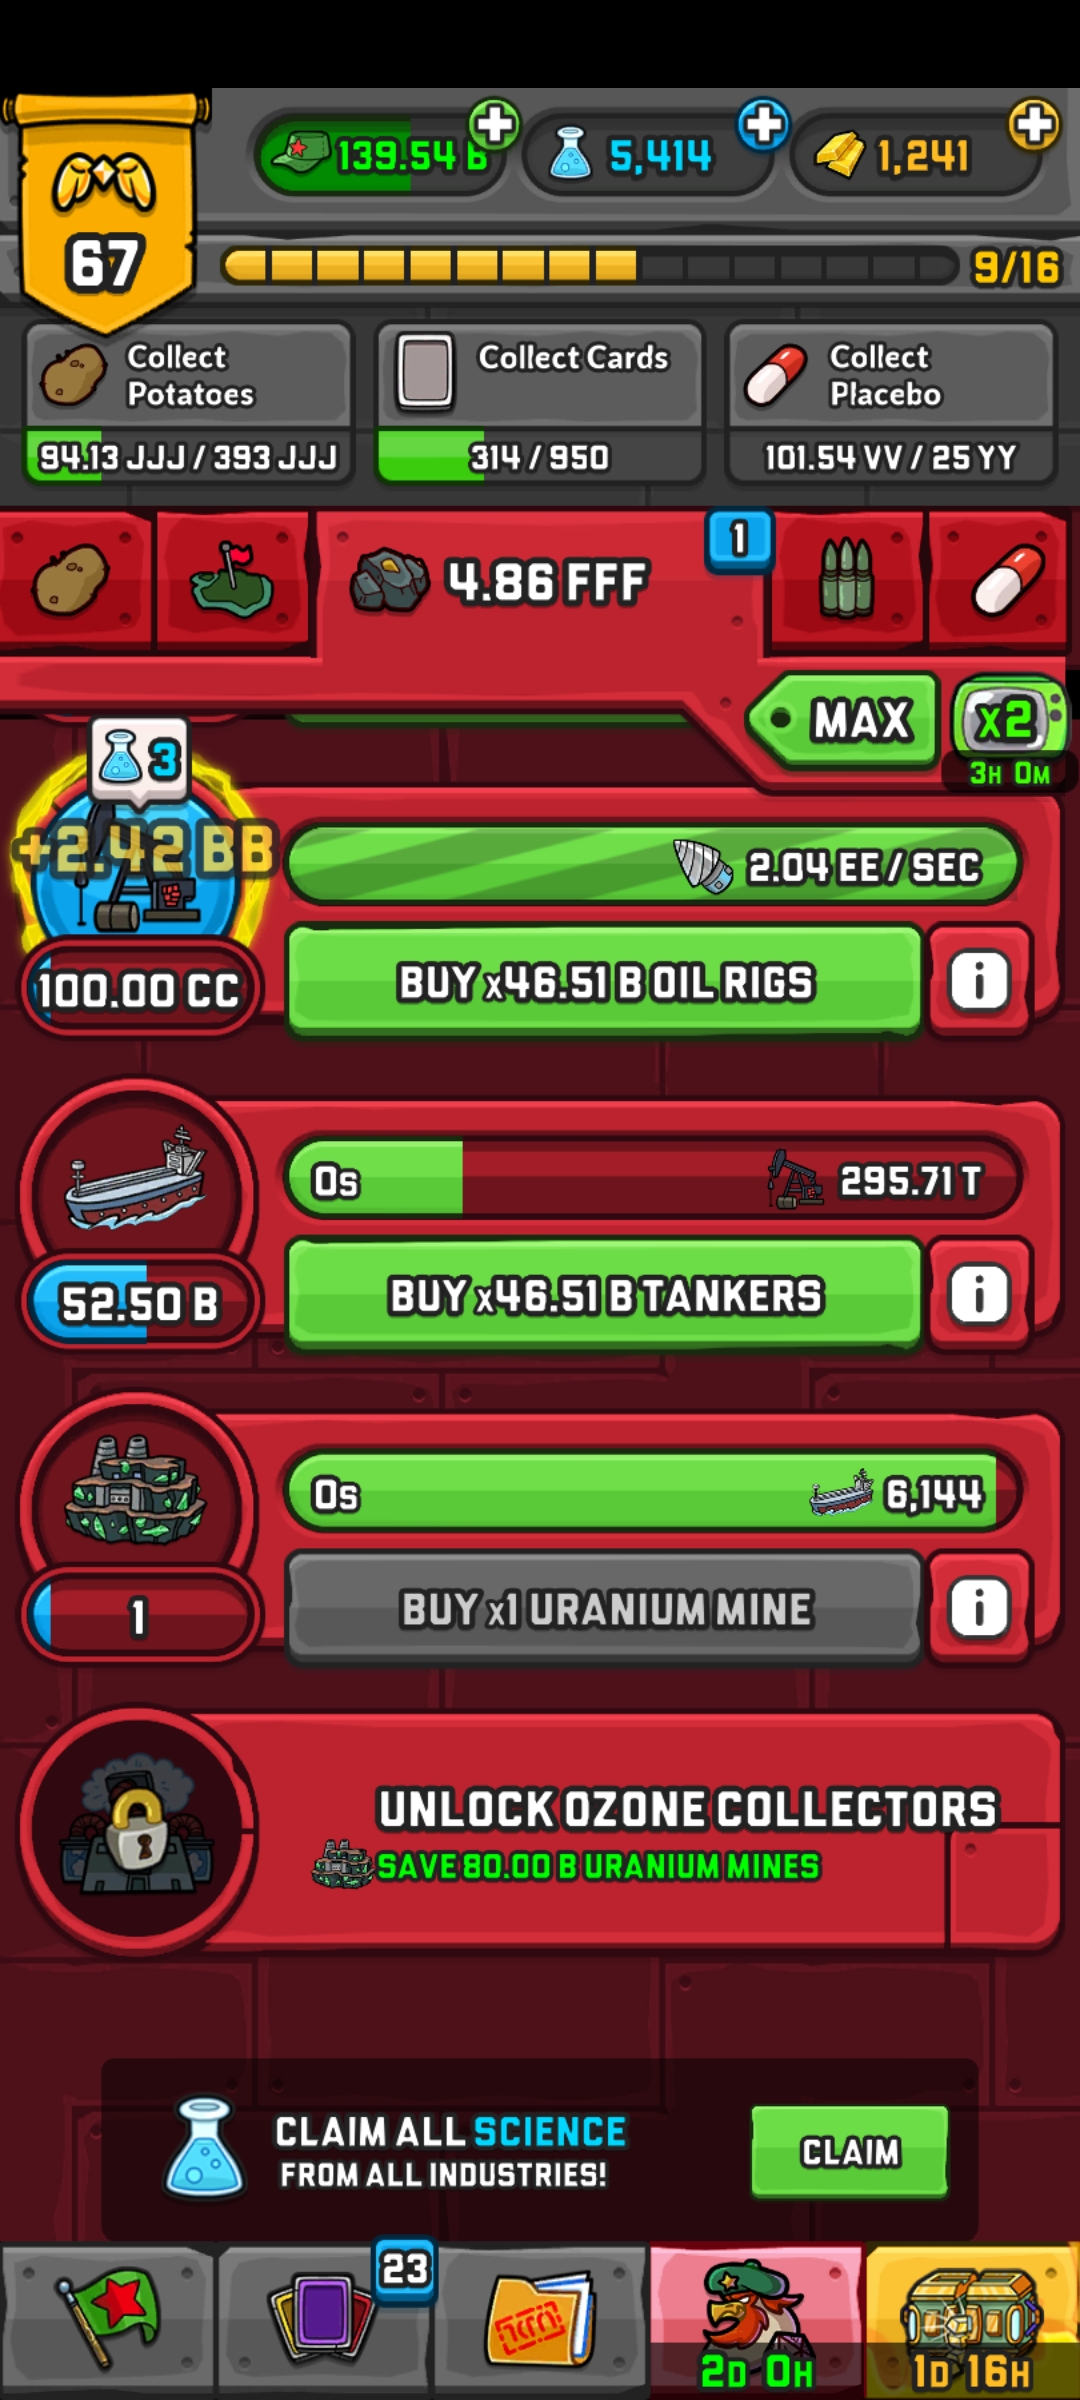 139.54 B
5,414
1,241
67
9/16
Collect
Potatoes
94.13 JJJ / 393 JJJ
Collect Cards
314 / 950
Collect
Placebo
101.54 VV / 25 YY
4.86 FFF
1
MAX
x2
3H 0M
3
+2.42 BB
2.04 EE / SEC
100.00 CC
BUY x46.51 B OIL RIGS
i
0s
295.71 T
52.50 B
BUY x46.51 B TANKERS
i
0s
6,144
1
BUY x1 URANIUM MINE
i
UNLOCK OZONE COLLECTORS
SAVE 80.00 B URANIUM MINES
CLAIM ALL SCIENCE
FROM ALL INDUSTRIES!
CLAIM
23
2D 0H
1D 16H